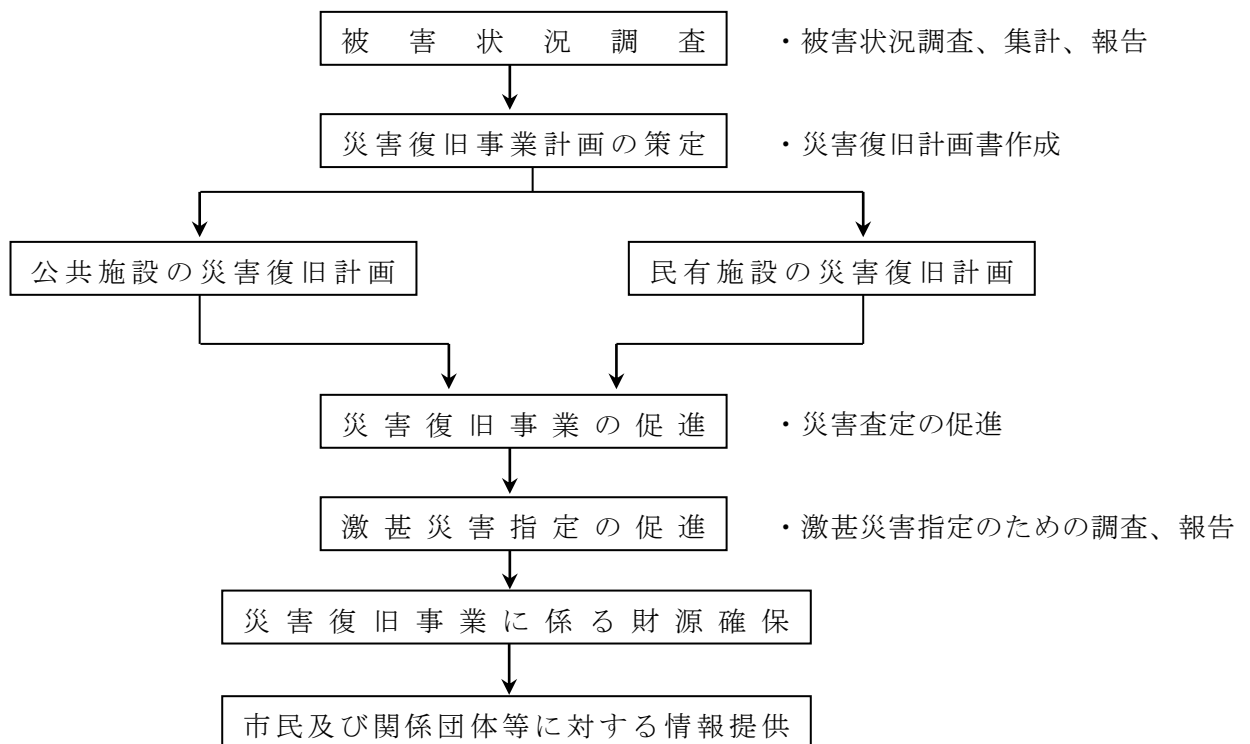 被害状況調査
・被害状況調査、集計、報告
災害復旧事業計画の策定
・災害復旧計画書作成
公共施設の災害復旧計画
民有施設の災害復旧計画
災害復旧事業の促進
・災害査定の促進
激甚災害指定の促進
・激甚災害指定のための調査、報告
災害復旧事業に係る財源確保
市民及び関係団体等に対する情報提供